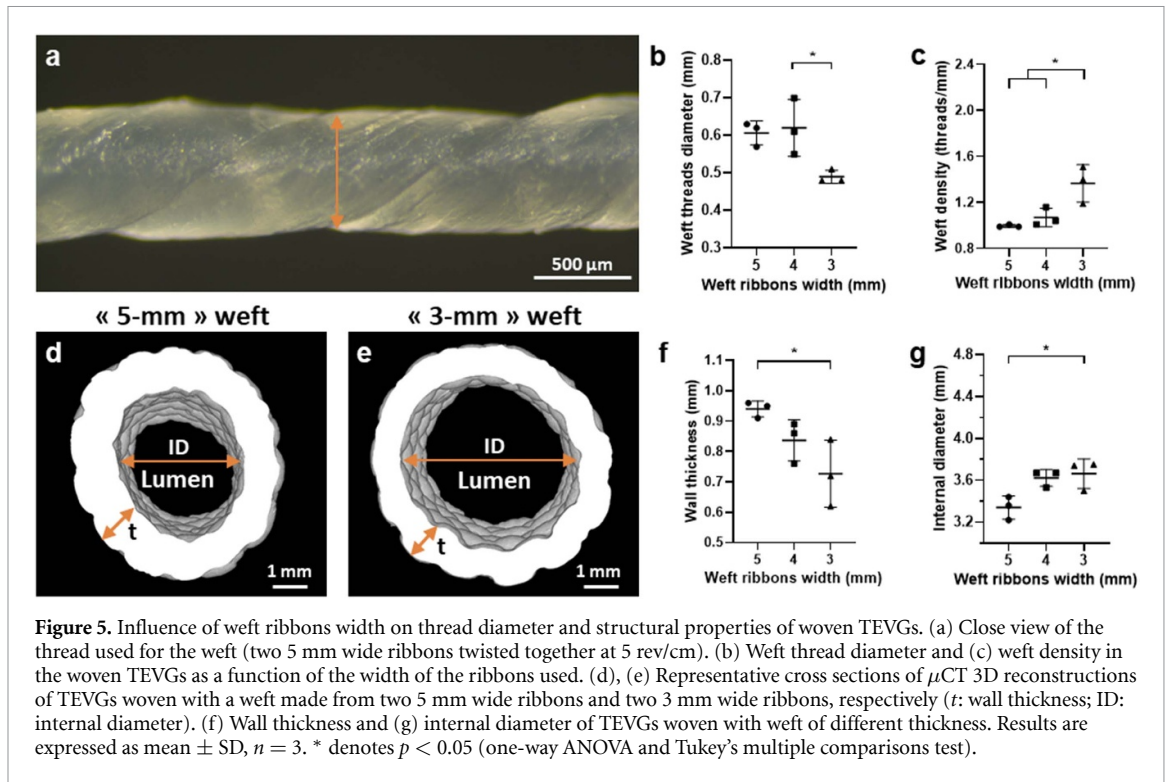 a
500 µm
b
Weft threads diameter (mm)
0.8
0.7
0.6
0.5
0.4
0.3
*
5 4 3
Weft ribbons width (mm)
c
Weft density (threads/mm)
2.4
2.0
1.6
1.2
0.8
*
5 4 3
Weft ribbons width (mm)
« 5-mm » weft
d
ID
Lumen
t
1 mm
« 3-mm » weft
e
ID
Lumen
t
1 mm
f
Wall thickness (mm)
1.1
1.0
0.9
0.8
0.7
0.6
0.5
*
5 4 3
Weft ribbons width (mm)
g
Internal diameter (mm)
4.8
4.4
4.0
3.6
3.2
*
5 4 3
Weft ribbons width (mm)
Figure 5. Influence of weft ribbons width on thread diameter and structural properties of woven TEVGs. (a) Close view of the
thread used for the weft (two 5 mm wide ribbons twisted together at 5 rev/cm). (b) Weft thread diameter and (c) weft density in
the woven TEVGs as a function of the width of the ribbons used. (d), (e) Representative cross sections of µCT 3D reconstructions
of TEVGs woven with a weft made from two 5 mm wide ribbons and two 3 mm wide ribbons, respectively (t: wall thickness; ID:
internal diameter). (f) Wall thickness and (g) internal diameter of TEVGs woven with weft of different thickness. Results are
expressed as mean ± SD, n = 3. * denotes p < 0.05 (one-way ANOVA and Tukey’s multiple comparisons test).